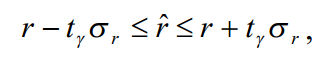 r − t_γ σ_r ≤ r̂ ≤ r + t_γ σ_r ,